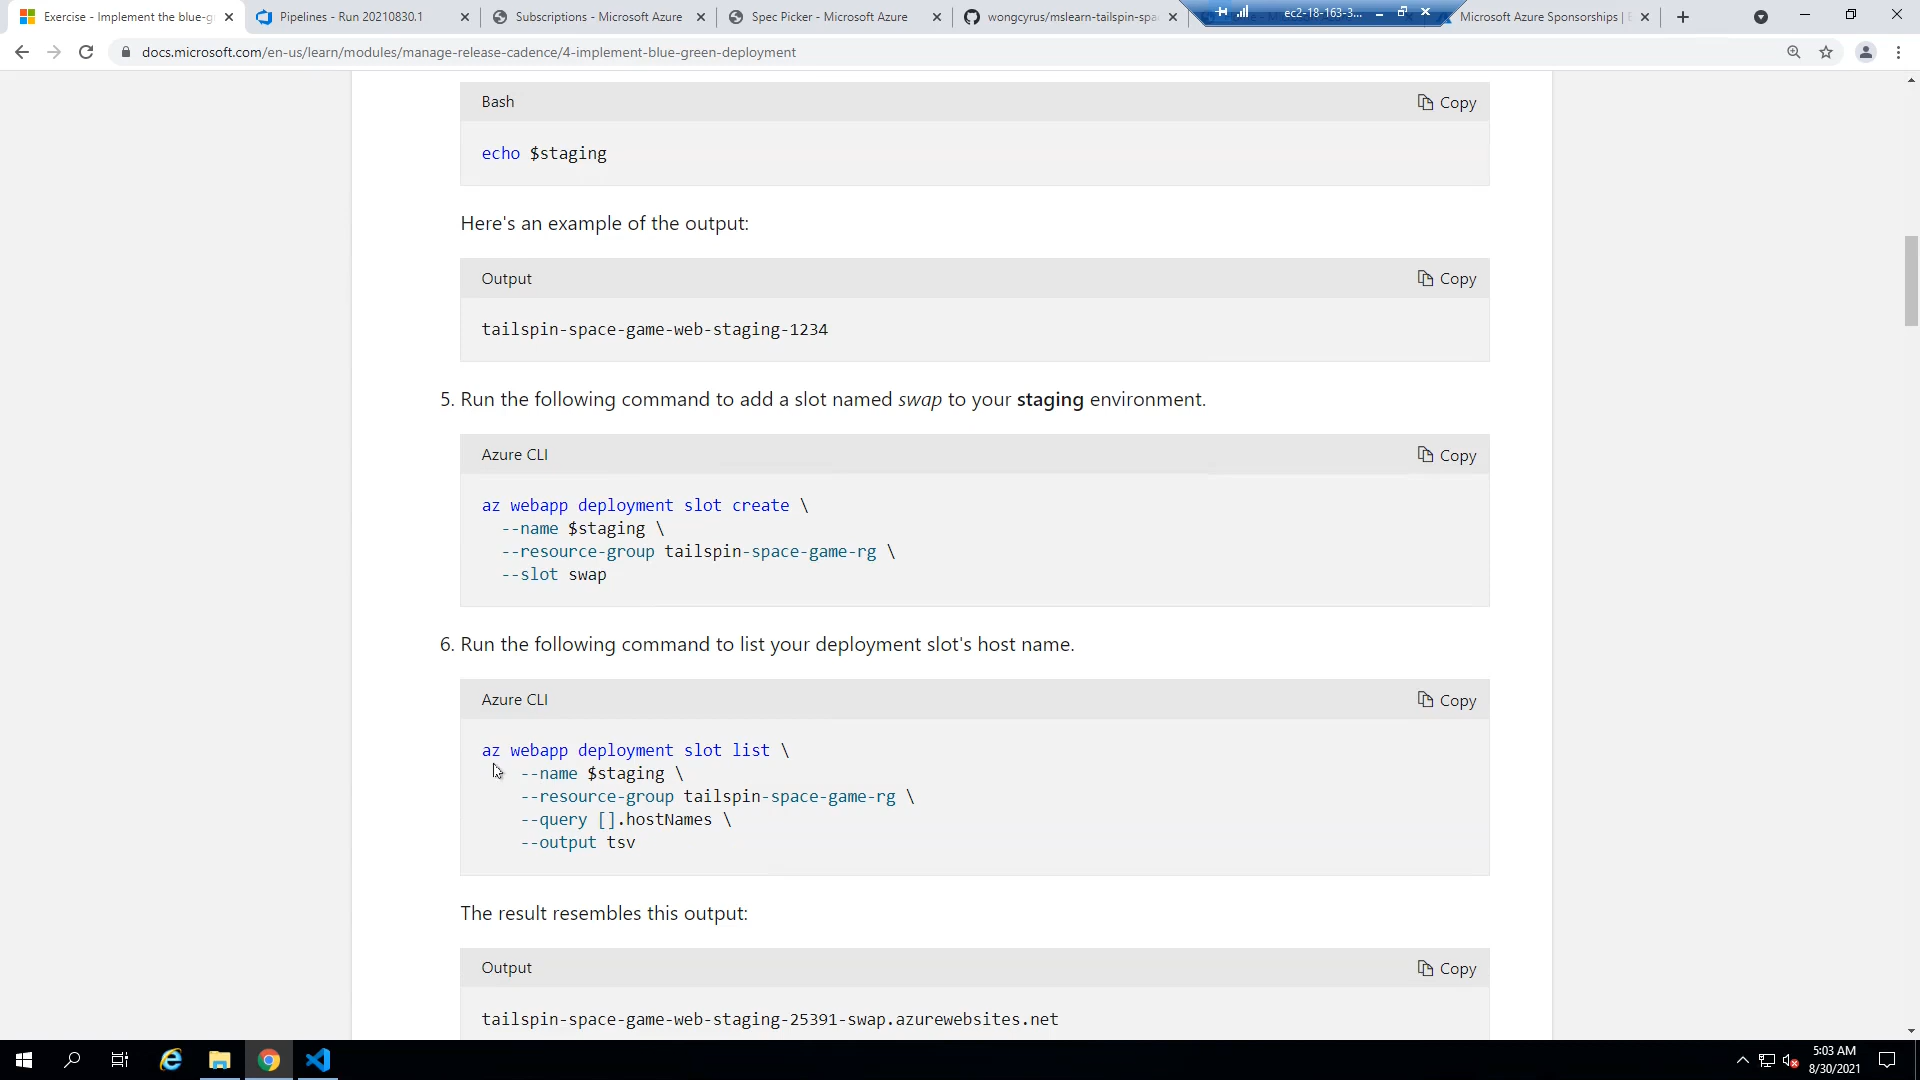 Exercise - Implement the blue-g
Pipelines - Run 20210830.1
Subscriptions - Microsoft Azure
Spec Picker - Microsoft Azure
wongcyrus/mslearn-tailspin-spa
ec2-18-163-3...
Microsoft Azure Sponsorships |
docs.microsoft.com/en-us/learn/modules/manage-release-cadence/4-implement-blue-green-deployment
Bash
Copy
echo $staging
Here's an example of the output:
Output
Copy
tailspin-space-game-web-staging-1234
5. Run the following command to add a slot named swap to your staging environment.
Azure CLI
Copy
az webapp deployment slot create \
--name $staging \
--resource-group tailspin-space-game-rg \
--slot swap
6. Run the following command to list your deployment slot's host name.
Azure CLI
Copy
az webapp deployment slot list \
--name $staging \
--resource-group tailspin-space-game-rg \
--query [].hostNames \
--output tsv
The result resembles this output:
Output
Copy
tailspin-space-game-web-staging-25391-swap.azurewebsites.net
5:03 AM
8/30/2021